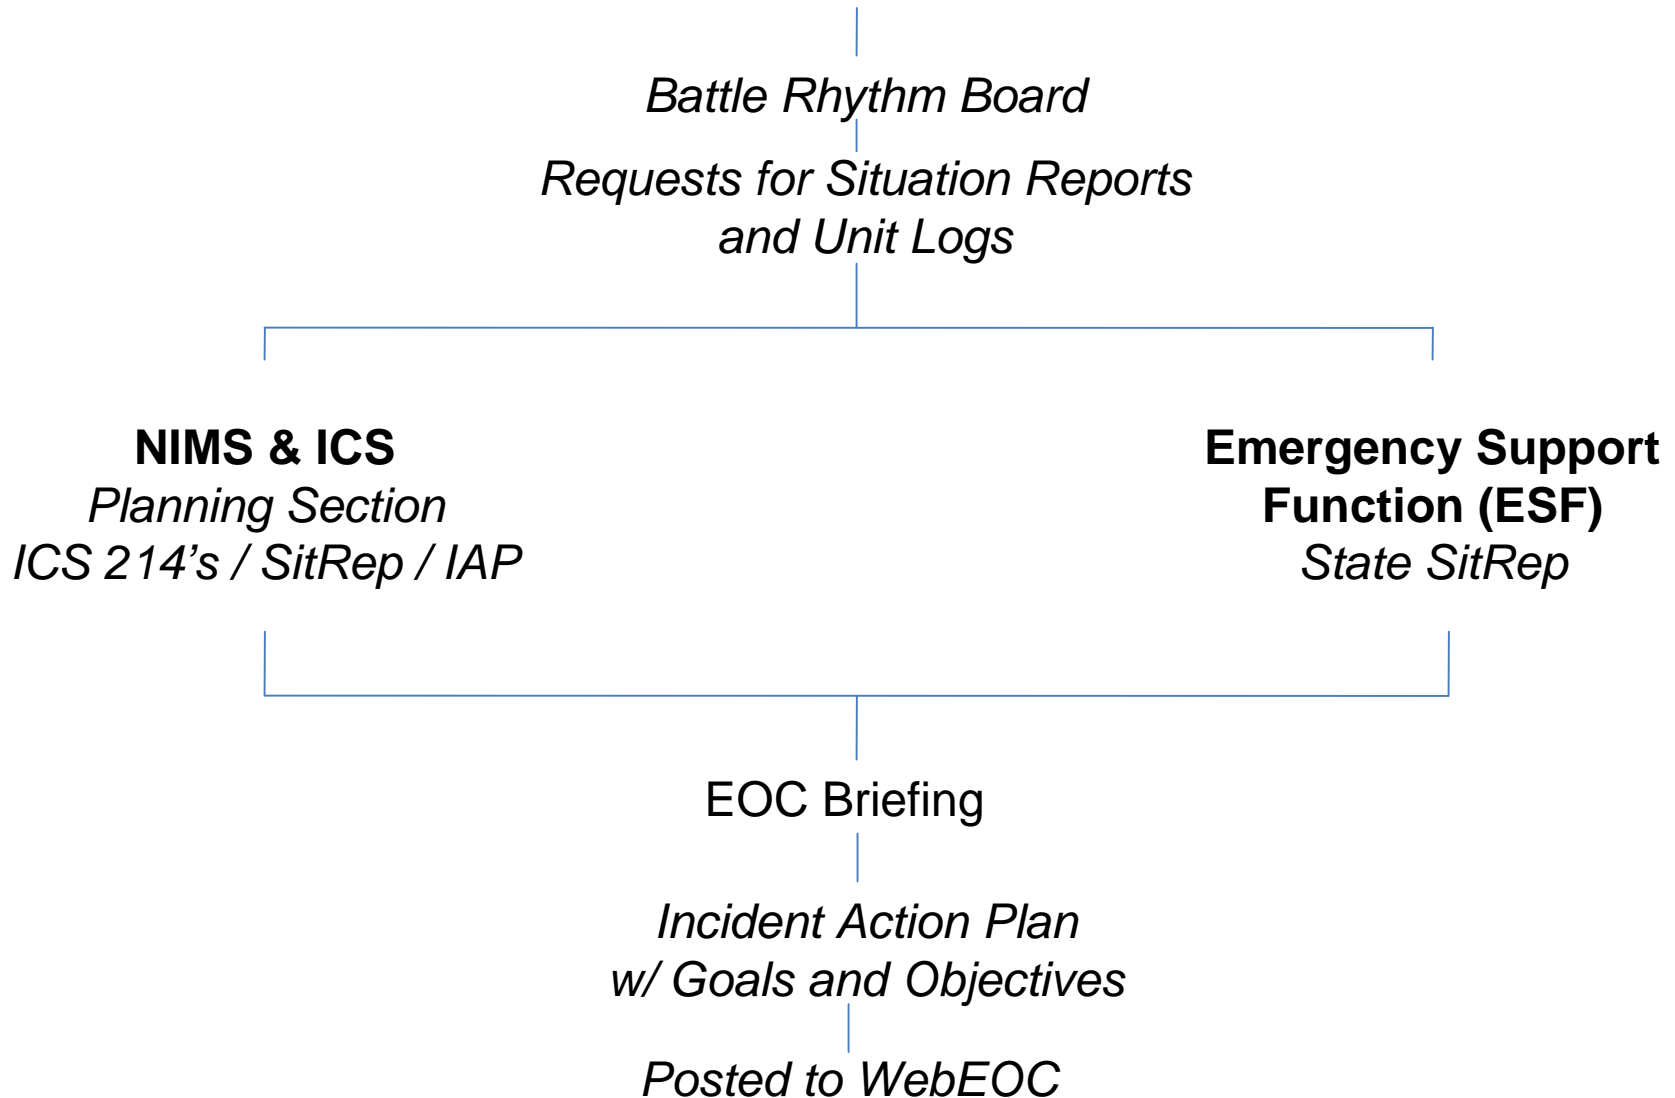 Battle Rhythm Board
Requests for Situation Reports
and Unit Logs
NIMS & ICS
Planning Section
ICS 214’s / SitRep / IAP
Emergency Support
Function (ESF)
State SitRep
EOC Briefing
Incident Action Plan
w/ Goals and Objectives
Posted to WebEOC